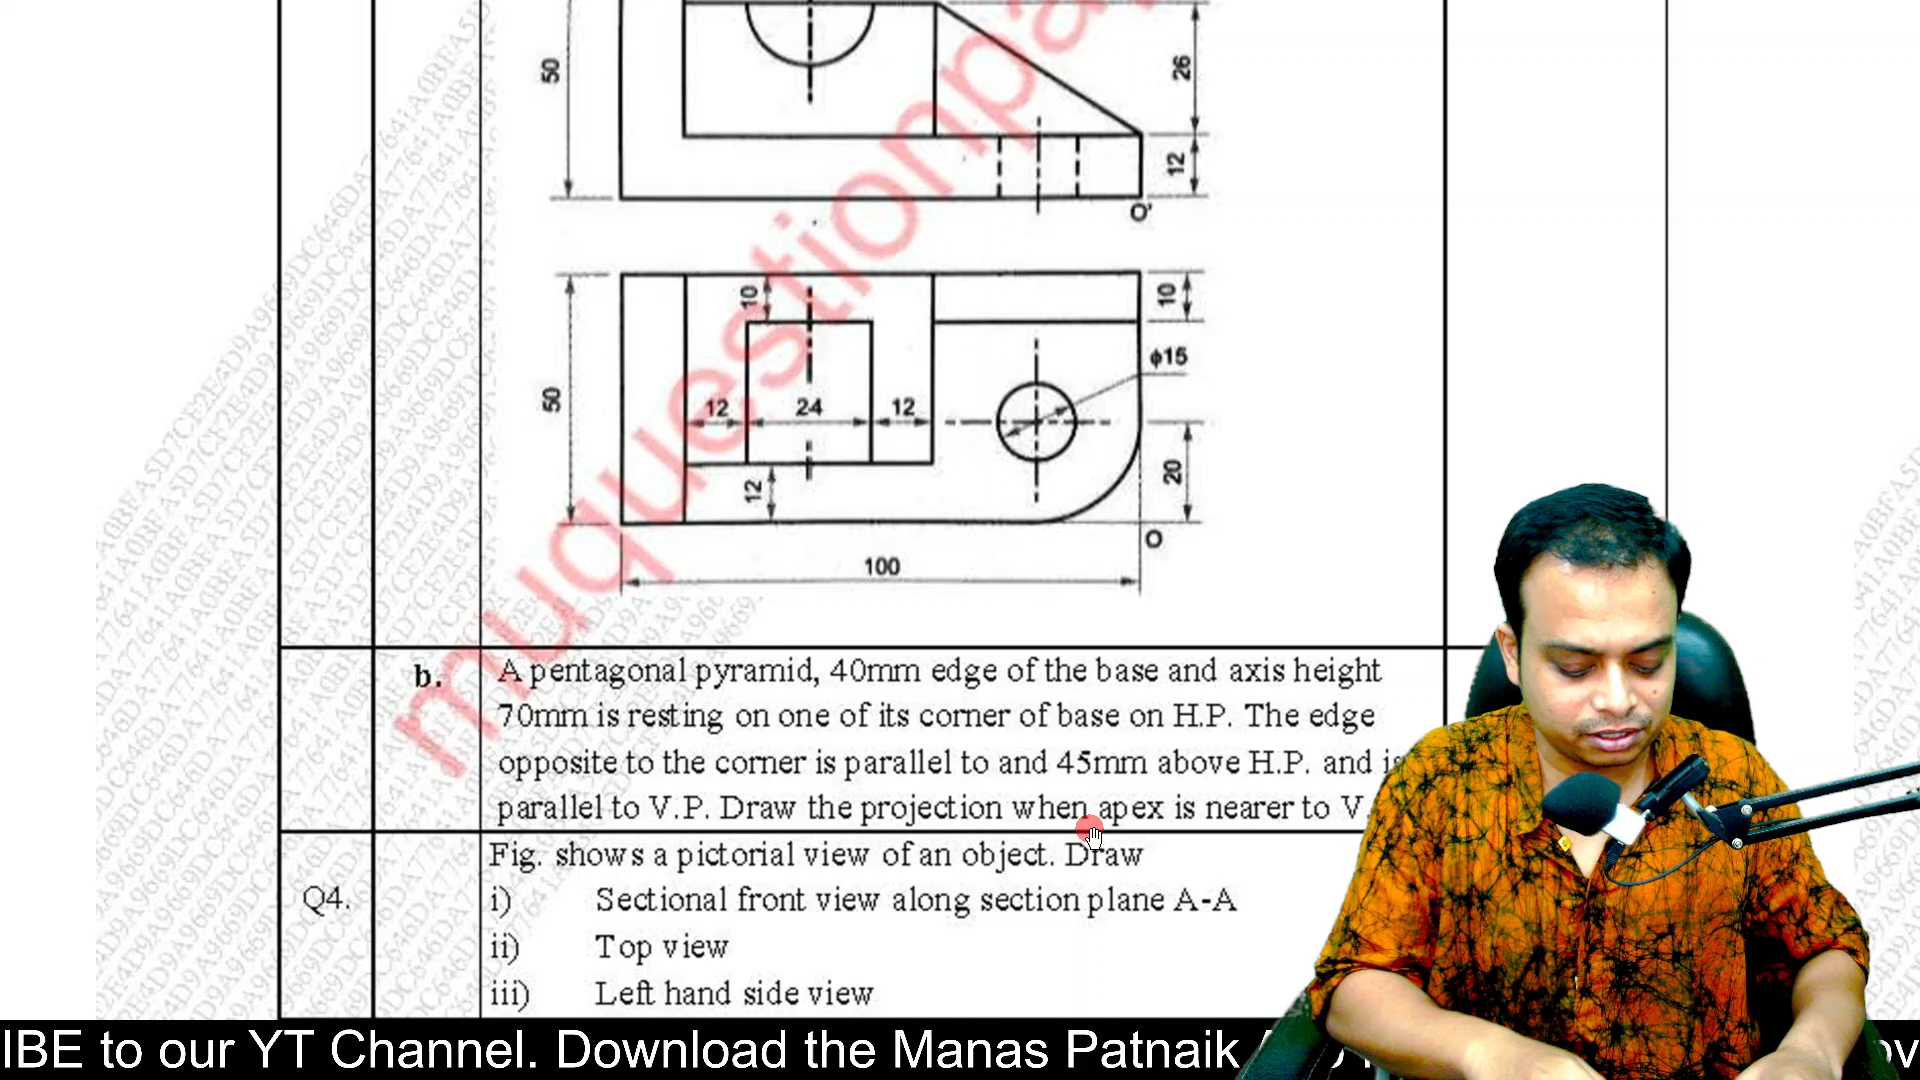 50
26
12
O'
10
10
ϕ15
50
12
24
12
20
12
O
100
muquestionpa
b.
A pentagonal pyramid, 40mm edge of the base and axis height
70mm is resting on one of its corner of base on H.P. The edge
opposite to the corner is parallel to and 45mm above H.P. and is
parallel to V.P. Draw the projection when apex is nearer to V.
Fig. shows a pictorial view of an object. Draw
Q4.
i) Sectional front view along section plane A-A
ii) Top view
iii) Left hand side view
IBE to our YT Channel. Download the Manas Patnaik